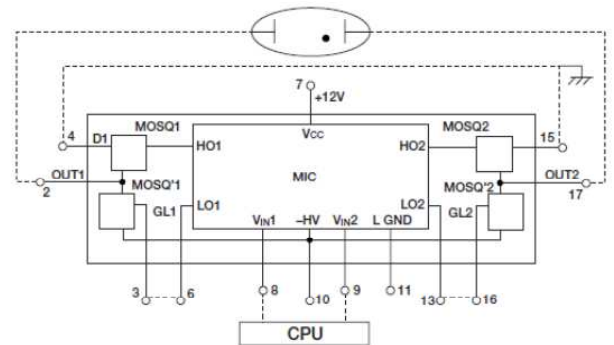 7
+12V
4
D1
MOSQ1
HO1
VCC
HO2
MOSQ2
15
OUT1
2
MOSQ'1
MIC
MOSQ'2
OUT2
17
GL1
LO1
VIN1
–HV
VIN2
L GND
LO2
GL2
3
6
8
10
9
11
13
16
CPU